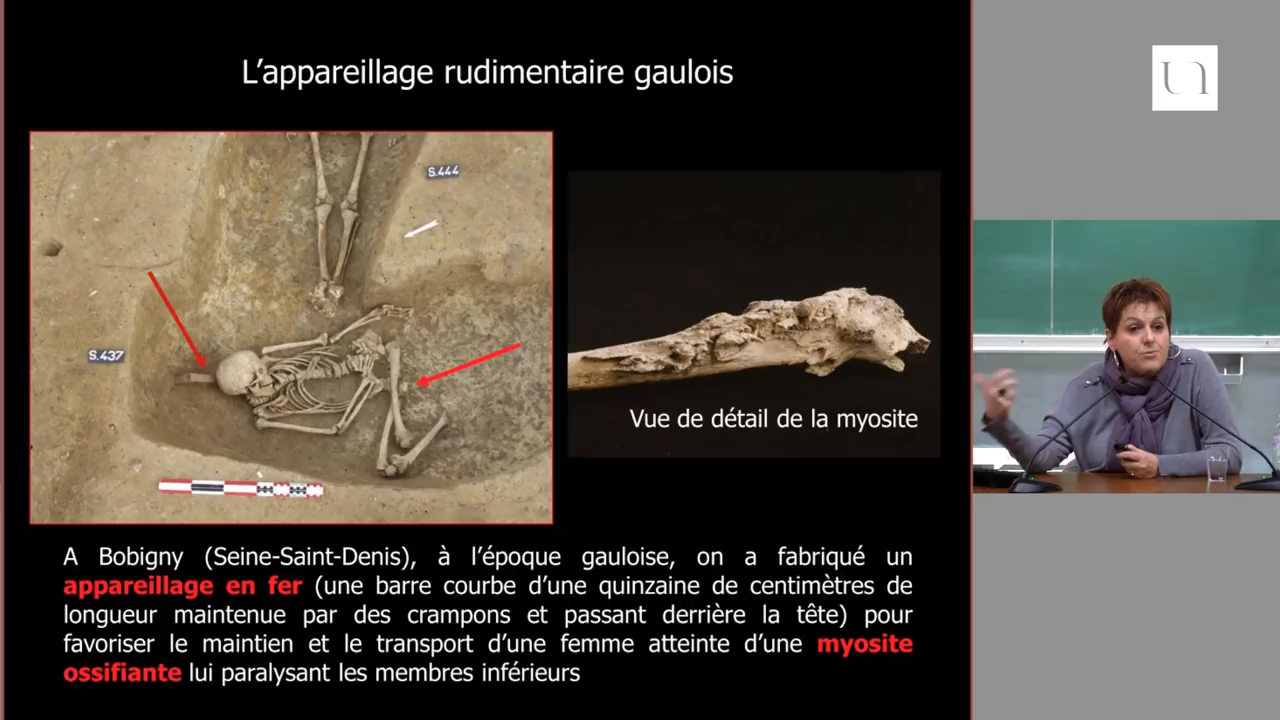 L’appareillage rudimentaire gaulois
S.444
S.437
Vue de détail de la myosite
A Bobigny (Seine-Saint-Denis), à l’époque gauloise, on a fabriqué un
appareillage en fer (une barre courbe d’une quinzaine de centimètres de
longueur maintenue par des crampons et passant derrière la tête) pour
favoriser le maintien et le transport d’une femme atteinte d’une myosite
ossifiante lui paralysant les membres inférieurs